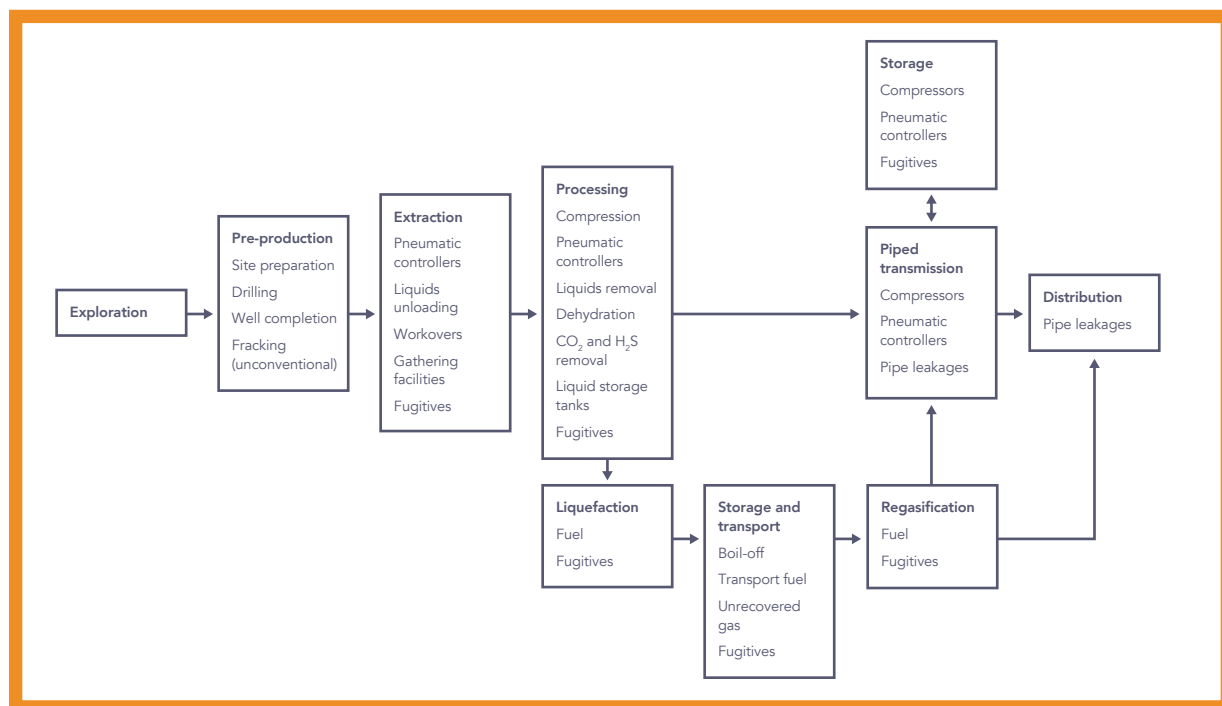 Exploration
Pre-production
Site preparation
Drilling
Well completion
Fracking
(unconventional)
Extraction
Pneumatic
controllers
Liquids
unloading
Workovers
Gathering
facilities
Fugitives
Processing
Compression
Pneumatic
controllers
Liquids removal
Dehydration
CO₂ and H₂S
removal
Liquid storage
tanks
Fugitives
Storage
Compressors
Pneumatic
controllers
Fugitives
Piped
transmission
Compressors
Pneumatic
controllers
Pipe leakages
Distribution
Pipe leakages
Liquefaction
Fuel
Fugitives
Storage and
transport
Boil-off
Transport fuel
Unrecovered
gas
Fugitives
Regasification
Fuel
Fugitives